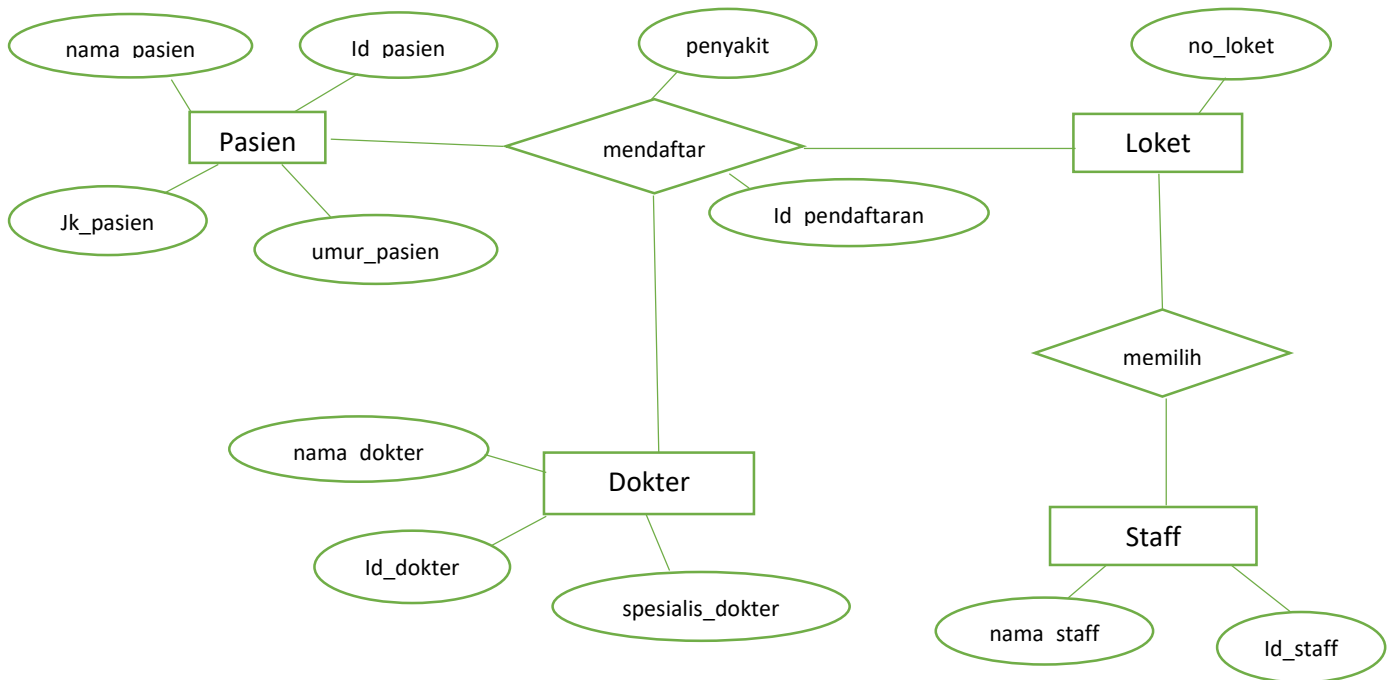 nama_pasien
Id_pasien
penyakit
no_loket
Pasien
mendaftar
Loket
Jk_pasien
umur_pasien
Id_pendaftaran
memilih
nama_dokter
Dokter
Id_dokter
spesialis_dokter
Staff
nama_staff
Id_staff